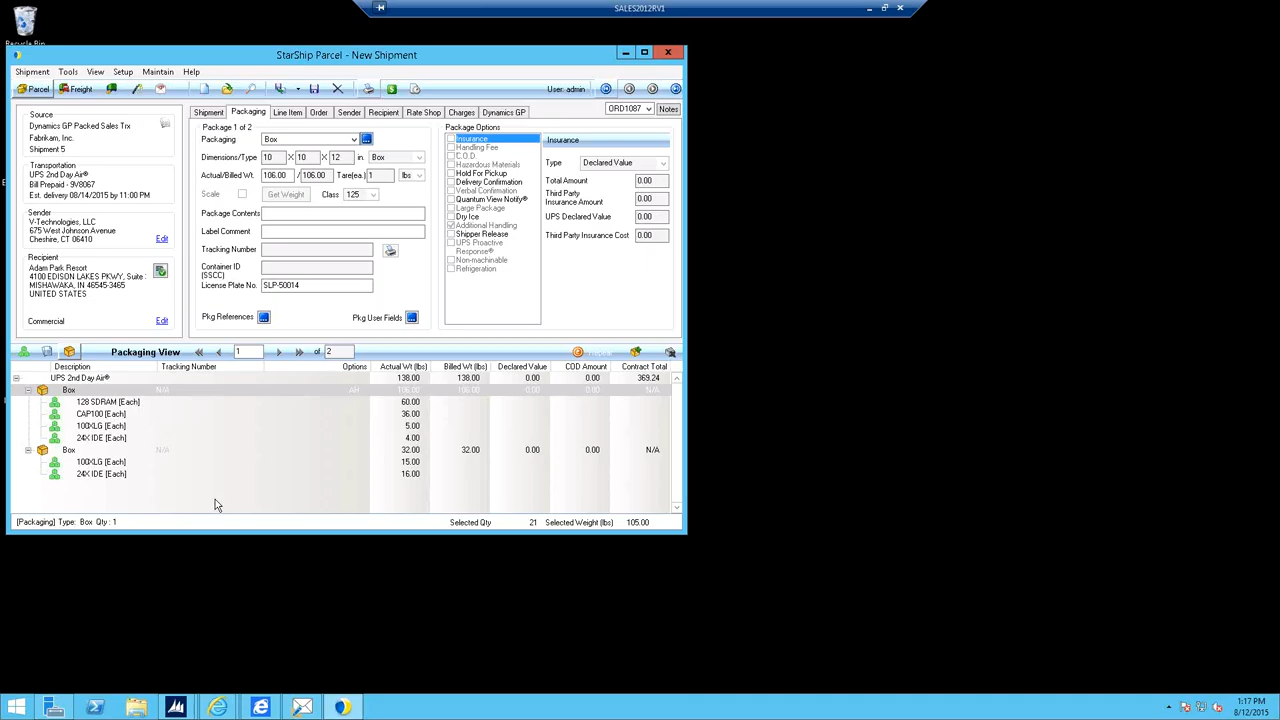 SALES2012RV1
Recycle Bin
StarShip Parcel - New Shipment
Shipment Tools View Setup Maintain Help
Parcel Freight User: admin
Shipment Packaging Line Item Order Sender Recipient Rate Shop Charges Dynamics GP ORD1087 Notes
Source
Dynamics GP Packed Sales Trx
Fabrikam, Inc.
Shipment 5
Transportation
UPS 2nd Day Air®
Bill Prepaid - 9V8067
Est. delivery 08/14/2015 by 11:00 PM
Sender
V-Technologies, LLC
675 West Johnson Avenue
Cheshire, CT 06410
Edit
Recipient
Adam Park Resort
4100 EDISON LAKES PKWY, Suite :
MISHAWAKA, IN 46545-3465
UNITED STATES
Commercial Edit
Package 1 of 2
Packaging Box
Dimensions/Type 10 X 10 X 12 in. Box
Actual/Billed Wt. 106.00 / 106.00 Tare(ea.) 1 lbs
Scale Get Weight Class 125
Package Contents
Label Comment
Tracking Number
Container ID
(SSCC)
License Plate No. SLP-50014
Pkg References Pkg User Fields
Package Options
Insurance
Handling Fee
C.O.D.
Hazardous Materials
Hold For Pickup
Delivery Confirmation
Verbal Confirmation
Quantum View Notify®
Large Package
Dry Ice
Additional Handling
Shipper Release
UPS Proactive
Response®
Non-machinable
Refrigeration
Insurance
Type Declared Value
Total Amount 0.00
Third Party
Insurance Amount 0.00
UPS Declared Value 0.00
Third Party Insurance Cost 0.00
Packaging View 1 of 2 Repeat
Description Tracking Number Options Actual Wt (lbs) Billed Wt (lbs) Declared Value COD Amount Contract Total
UPS 2nd Day Air® 138.00 138.00 0.00 0.00 369.24
Box N/A AH 106.00 106.00 0.00 0.00 N/A
128 SDRAM [Each] 60.00
CAP100 [Each] 36.00
100XLG [Each] 5.00
24X IDE [Each] 4.00
Box N/A 32.00 32.00 0.00 0.00 N/A
100XLG [Each] 15.00
24X IDE [Each] 16.00
[Packaging] Type: Box Qty : 1 Selected Qty 21 Selected Weight (lbs) 105.00
1:17 PM
8/12/2015